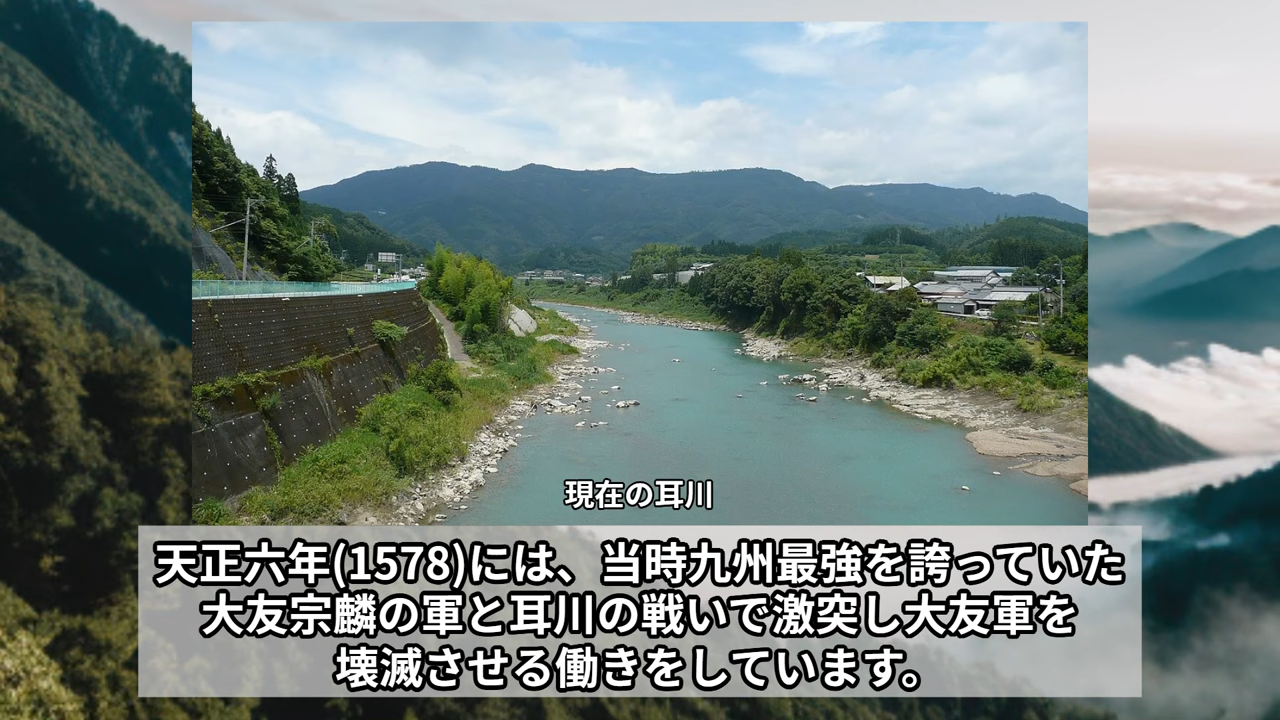 現在の耳川
天正六年(1578)には、当時九州最強を誇っていた
大友宗麟の軍と耳川の戦いで激突し大友軍を
壊滅させる働きをしています。